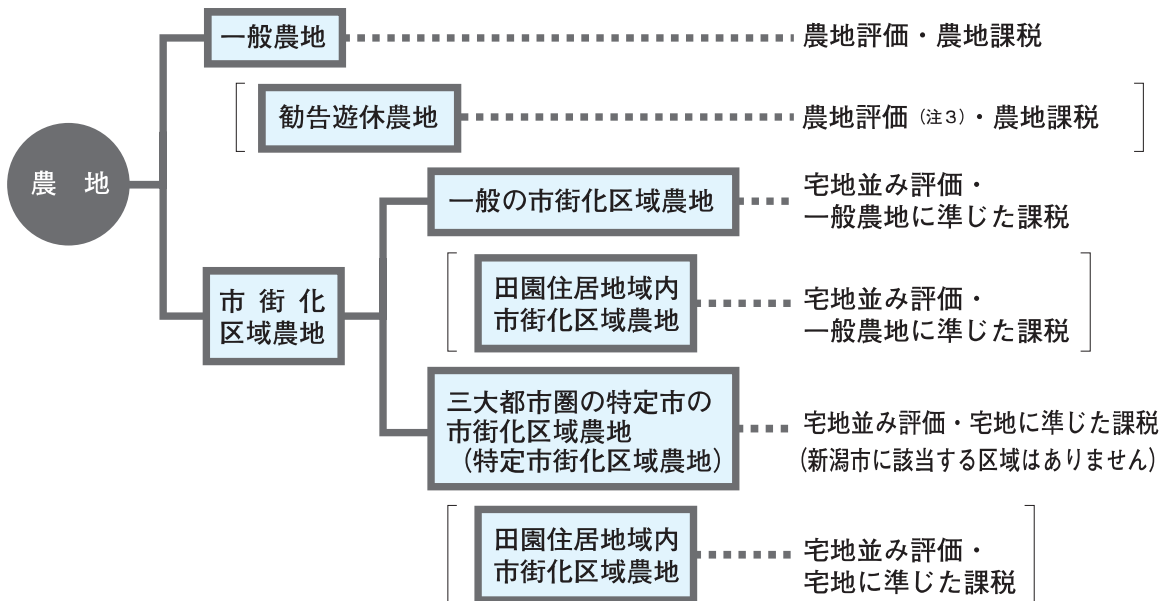 一般農地
農地評価・農地課税
勧告遊休農地
農地評価（注３）・農地課税
農　地
一般の市街化区域農地
宅地並み評価・
一般農地に準じた課税
市 街 化
区域農地
田園住居地域内
市街化区域農地
宅地並み評価・
一般農地に準じた課税
三大都市圏の特定市の
市街化区域農地
（特定市街化区域農地）
宅地並み評価・宅地に準じた課税
（新潟市に該当する区域はありません）
田園住居地域内
市街化区域農地
宅地並み評価・
宅地に準じた課税